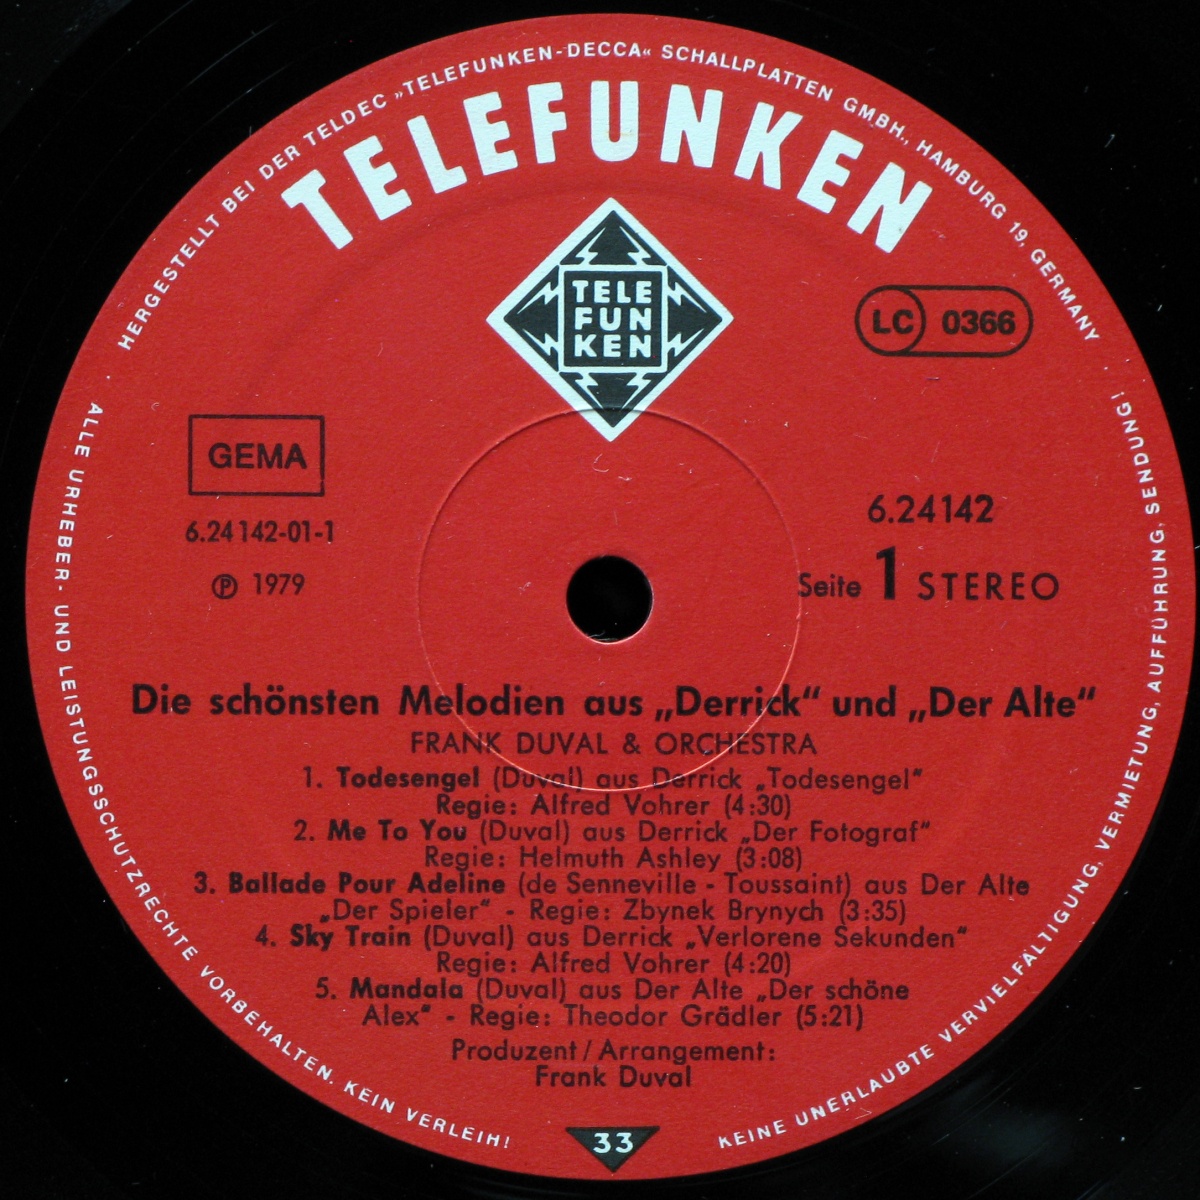 HERGESTELLT BEI DER TELDEC »TELEFUNKEN-DECCA« SCHALLPLATTEN GMBH., HAMBURG 19, GERMANY
TELEFUNKEN
TELE
FUN
KEN
LC 0366
GEMA
6.24142-01-1
℗ 1979
6.24142
Seite 1 STEREO
Die schönsten Melodien aus „Derrick“ und „Der Alte“
FRANK DUVAL & ORCHESTRA
1. Todesengel (Duval) aus Derrick „Todesengel“
Regie: Alfred Vohrer (4:30)
2. Me To You (Duval) aus Derrick „Der Fotograf“
Regie: Helmuth Ashley (3:08)
3. Ballade Pour Adeline (de Senneville - Toussaint) aus Der Alte
„Der Spieler“ - Regie: Zbynek Brynych (3:35)
4. Sky Train (Duval) aus Derrick „Verlorene Sekunden“
Regie: Alfred Vohrer (4:20)
5. Mandala (Duval) aus Der Alte „Der schöne
Alex“ - Regie: Theodor Grädler (5:21)
Produzent/Arrangement:
Frank Duval
33
ALLE URHEBER- UND LEISTUNGSSCHUTZRECHTE VORBEHALTEN. KEIN VERLEIH!
KEINE UNERLAUBTE VERVIELFÄLTIGUNG, VERMIETUNG, AUFFÜHRUNG, SENDUNG!